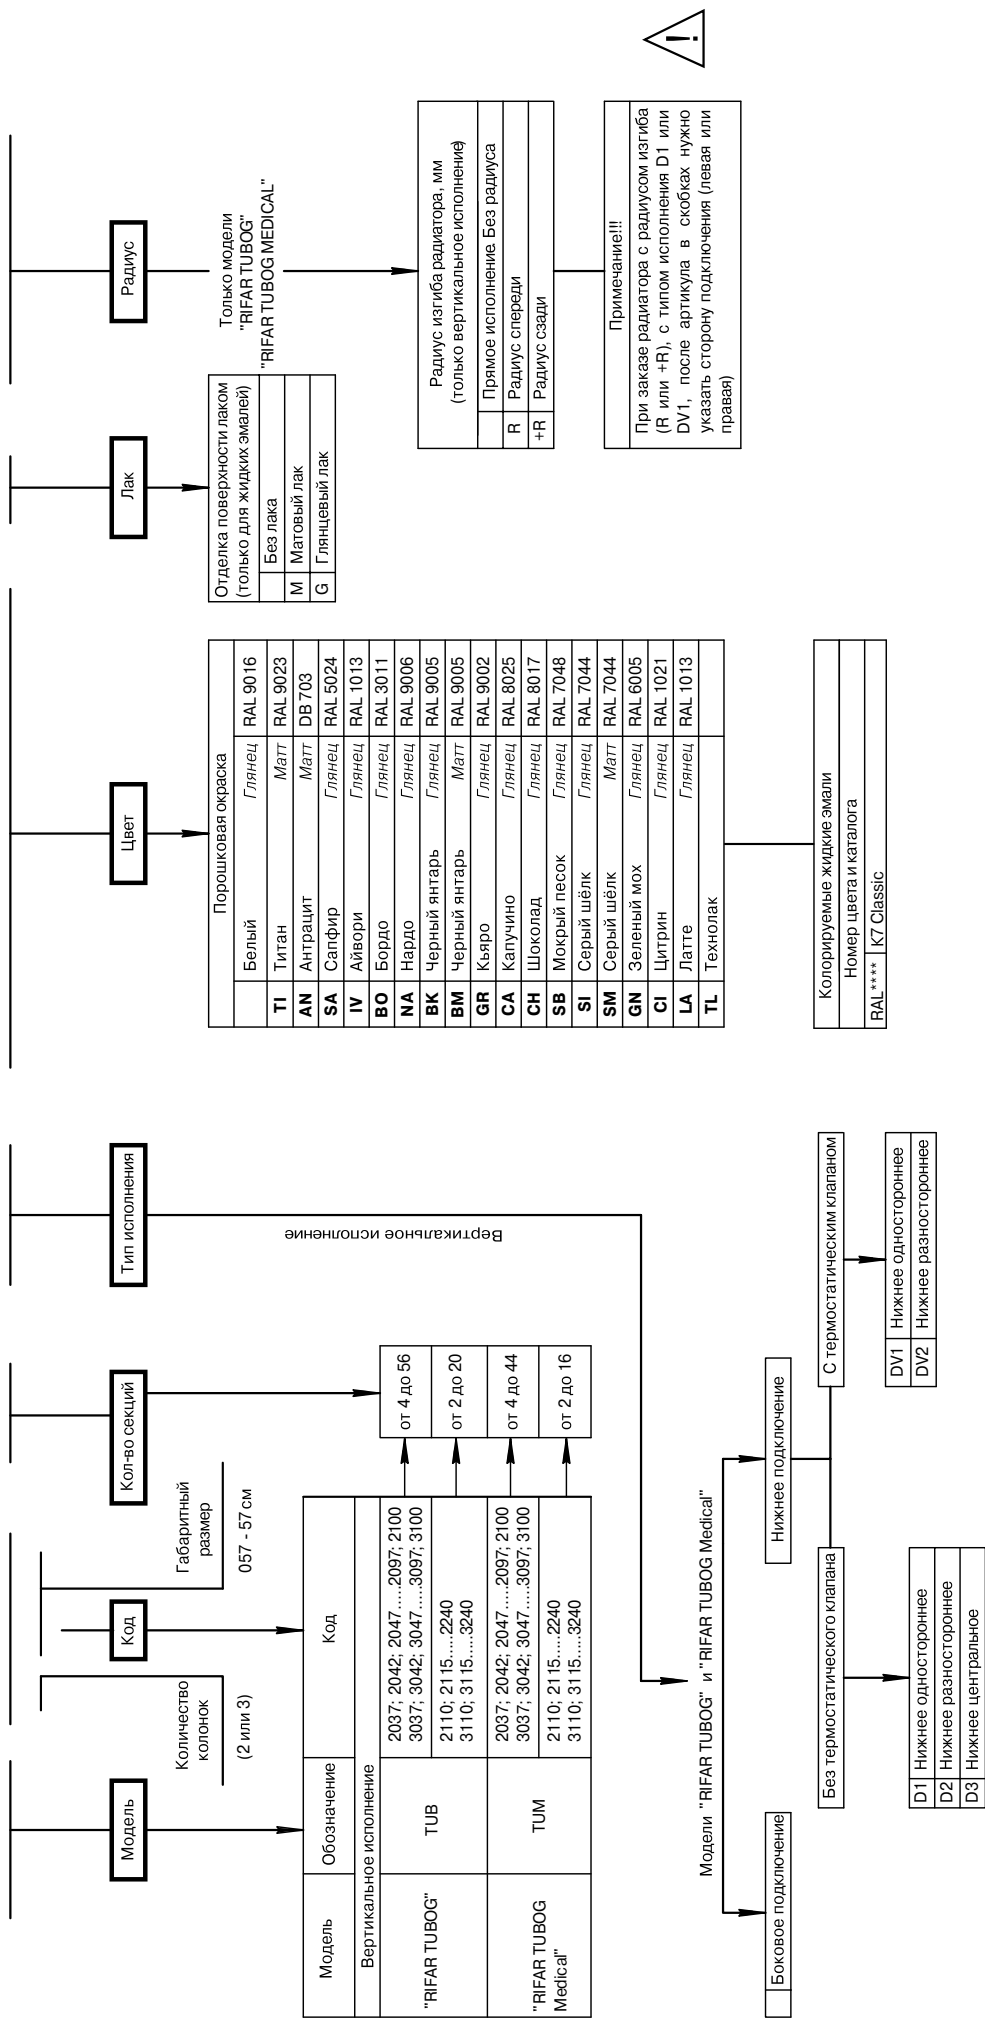 Модель
Количество
колонок
(2 или 3)
Код
Габаритный
размер
057 - 57 см
Кол-во секций
Тип исполнения
Вертикальное исполнение
Цвет
Лак
Радиус
Модель Обозначение Код
Вертикальное исполнение
"RIFAR TUBOG" TUB
2037; 2042; 2047.....2097; 2100
3037; 3042; 3047.....3097; 3100
от 4 до 56
2110; 2115.....2240
3110; 3115.....3240
от 2 до 20
"RIFAR TUBOG
Medical"
TUM
2037; 2042; 2047.....2097; 2100
3037; 3042; 3047.....3097; 3100
от 4 до 44
2110; 2115.....2240
3110; 3115.....3240
от 2 до 16
Модели "RIFAR TUBOG" и "RIFAR TUBOG Medical"
Боковое подключение
Нижнее подключение
Без термостатического клапана
С термостатическим клапаном
D1 Нижнее одностороннее
D2 Нижнее разностороннее
D3 Нижнее центральное
DV1 Нижнее одностороннее
DV2 Нижнее разностороннее
Порошковая окраска
Белый Глянец RAL 9016
TI Титан Матт RAL 9023
AN Антрацит Матт DB 703
SA Сапфир Глянец RAL 5024
IV Айвори Глянец RAL 1013
BO Бордо Глянец RAL 3011
NA Нардо Глянец RAL 9006
BK Черный янтарь Глянец RAL 9005
BM Черный янтарь Матт RAL 9005
GR Кьяро Глянец RAL 9002
CA Капучино Глянец RAL 8025
CH Шоколад Глянец RAL 8017
SB Мокрый песок Глянец RAL 7048
SI Серый шёлк Глянец RAL 7044
SM Серый шёлк Матт RAL 7044
GN Зеленый мох Глянец RAL 6005
CI Цитрин Глянец RAL 1021
LA Латте Глянец RAL 1013
TL Технолак
Колорируемые жидкие эмали
Номер цвета и каталога
RAL**** K7 Classic
Отделка поверхности лаком
(только для жидких эмалей)
Без лака
M Матовый лак
G Глянцевый лак
Только модели
"RIFAR TUBOG"
"RIFAR TUBOG MEDICAL"
Радиус изгиба радиатора, мм
(только вертикальное исполнение)
Прямое исполнение. Без радиуса
R Радиус спереди
+R Радиус сзади
Примечание!!!
При заказе радиатора с радиусом изгиба
(R или +R), с типом исполнения D1 или
DV1, после артикула в скобках нужно
указать сторону подключения (левая или
правая)
!